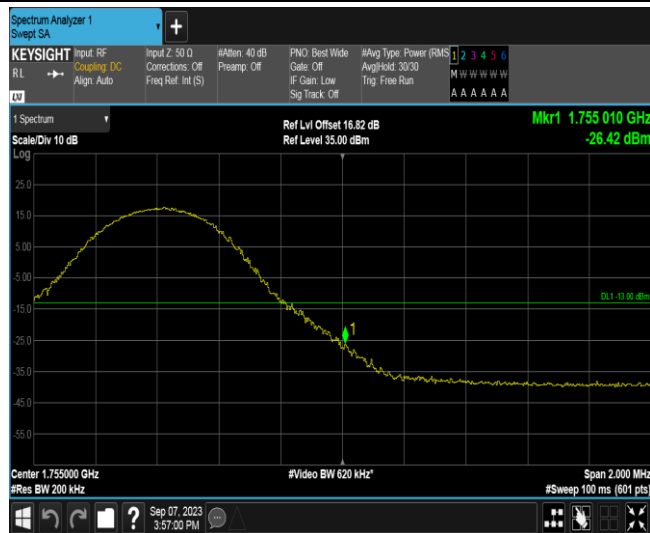 Spectrum Analyzer 1
Swept SA
KEYSIGHT
RL
Input: RF
Coupling: DC
Align: Auto
Input Z: 50 Ω
Corrections: Off
Freq Ref: Int (S)
#Atten: 40 dB
Preamp: Off
PNO: Best Wide
Gate: Off
IF Gain: Low
Sig Track: Off
#Avg Type: Power (RMS
Avg|Hold: 30/30
Trig: Free Run
1 2 3 4 5 6
M W W W W W
A A A A A A
LXI
1 Spectrum
Scale/Div 10 dB
Ref Lvl Offset 16.82 dB
Ref Level 35.00 dBm
Mkr1 1.755 010 GHz
-26.42 dBm
Log
25.0
15.0
5.00
-5.00
DL1 -13.00 dBm
-15.0
1
-25.0
-35.0
-45.0
-55.0
Center 1.755000 GHz
#Video BW 620 kHz*
Span 2.000 MHz
#Res BW 200 kHz
#Sweep 100 ms (601 pts)
Sep 07, 2023
3:57:00 PM